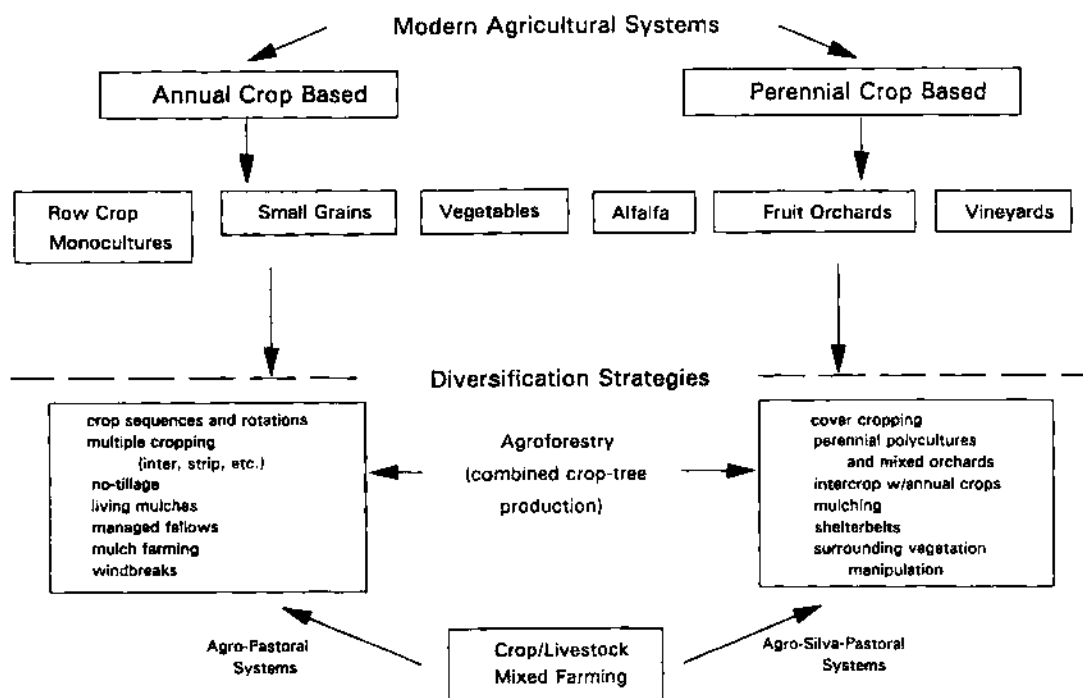 Modern Agricultural Systems
Annual Crop Based
Perennial Crop Based
Row Crop
Monocultures
Small Grains
Vegetables
Alfalfa
Fruit Orchards
Vineyards
Diversification Strategies
crop sequences and rotations
multiple cropping
(inter, strip, etc.)
no-tillage
living mulches
managed fallows
mulch farming
windbreaks
Agroforestry
(combined crop-tree
production)
cover cropping
perennial polycultures
and mixed orchards
intercrop w/annual crops
mulching
shelterbelts
surrounding vegetation
manipulation
Agro-Pastoral
Systems
Crop/Livestock
Mixed Farming
Agro-Silva-Pastoral
Systems